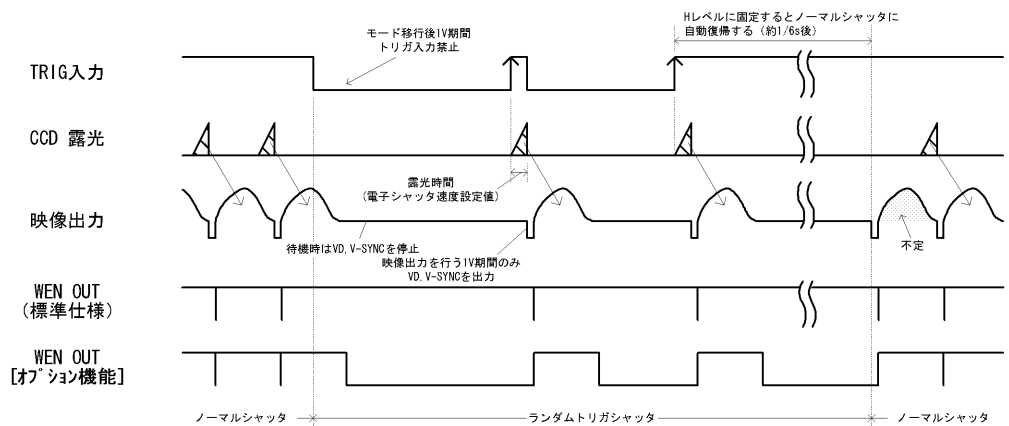 Hレベルに固定するとノーマルシャッタに
自動復帰する (約1/6s後)
モード移行後1V期間
トリガ入力禁止
TRIG入力
CCD 露光
露光時間
(電子シャッタ速度設定値)
映像出力
待機時はVD, V-SYNCを停止
映像出力を行う1V期間のみ
VD, V-SYNCを出力
不定
WEN OUT
(標準仕様)
WEN OUT
[オプション機能]
ノーマルシャッタ
ランダムトリガシャッタ
ノーマルシャッタ